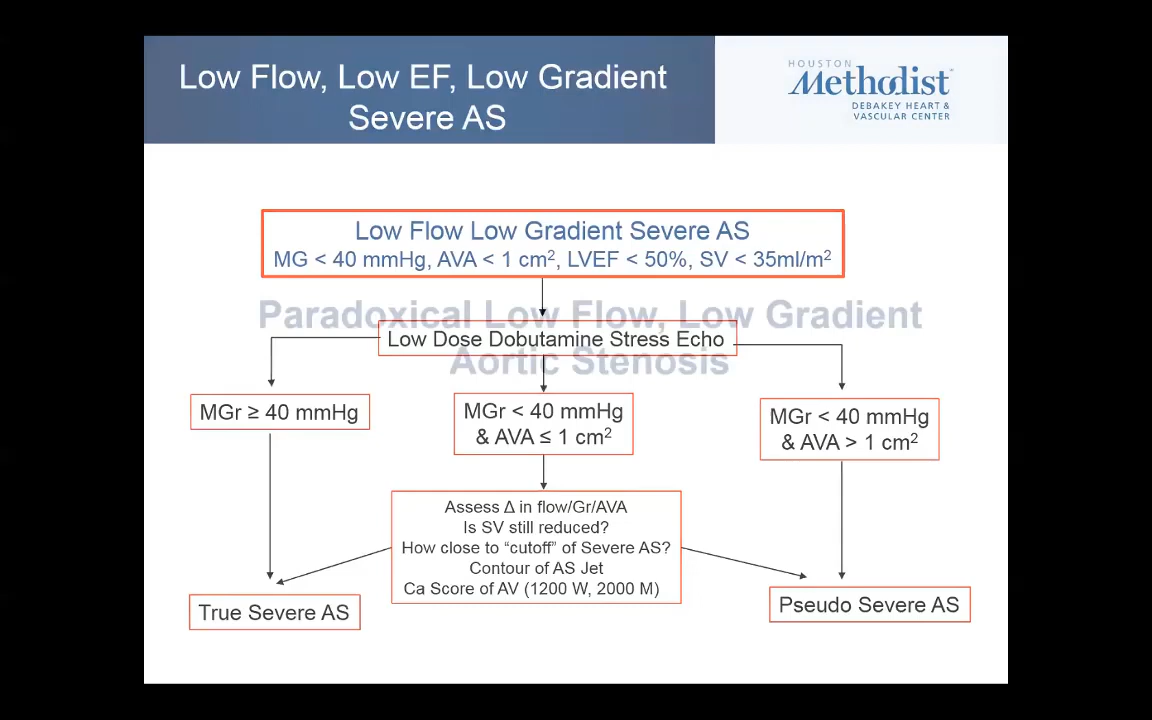 Low Flow, Low EF, Low Gradient
Severe AS
HOUSTON
Methodist
DEBAKEY HEART &
VASCULAR CENTER
Low Flow Low Gradient Severe AS
MG < 40 mmHg, AVA < 1 cm², LVEF < 50%, SV < 35ml/m²
Paradoxical Low Flow, Low Gradient
Aortic Stenosis
Low Dose Dobutamine Stress Echo
MGr ≥ 40 mmHg
MGr < 40 mmHg
& AVA ≤ 1 cm²
MGr < 40 mmHg
& AVA > 1 cm²
Assess Δ in flow/Gr/AVA
Is SV still reduced?
How close to “cutoff” of Severe AS?
Contour of AS Jet
Ca Score of AV (1200 W, 2000 M)
True Severe AS
Pseudo Severe AS